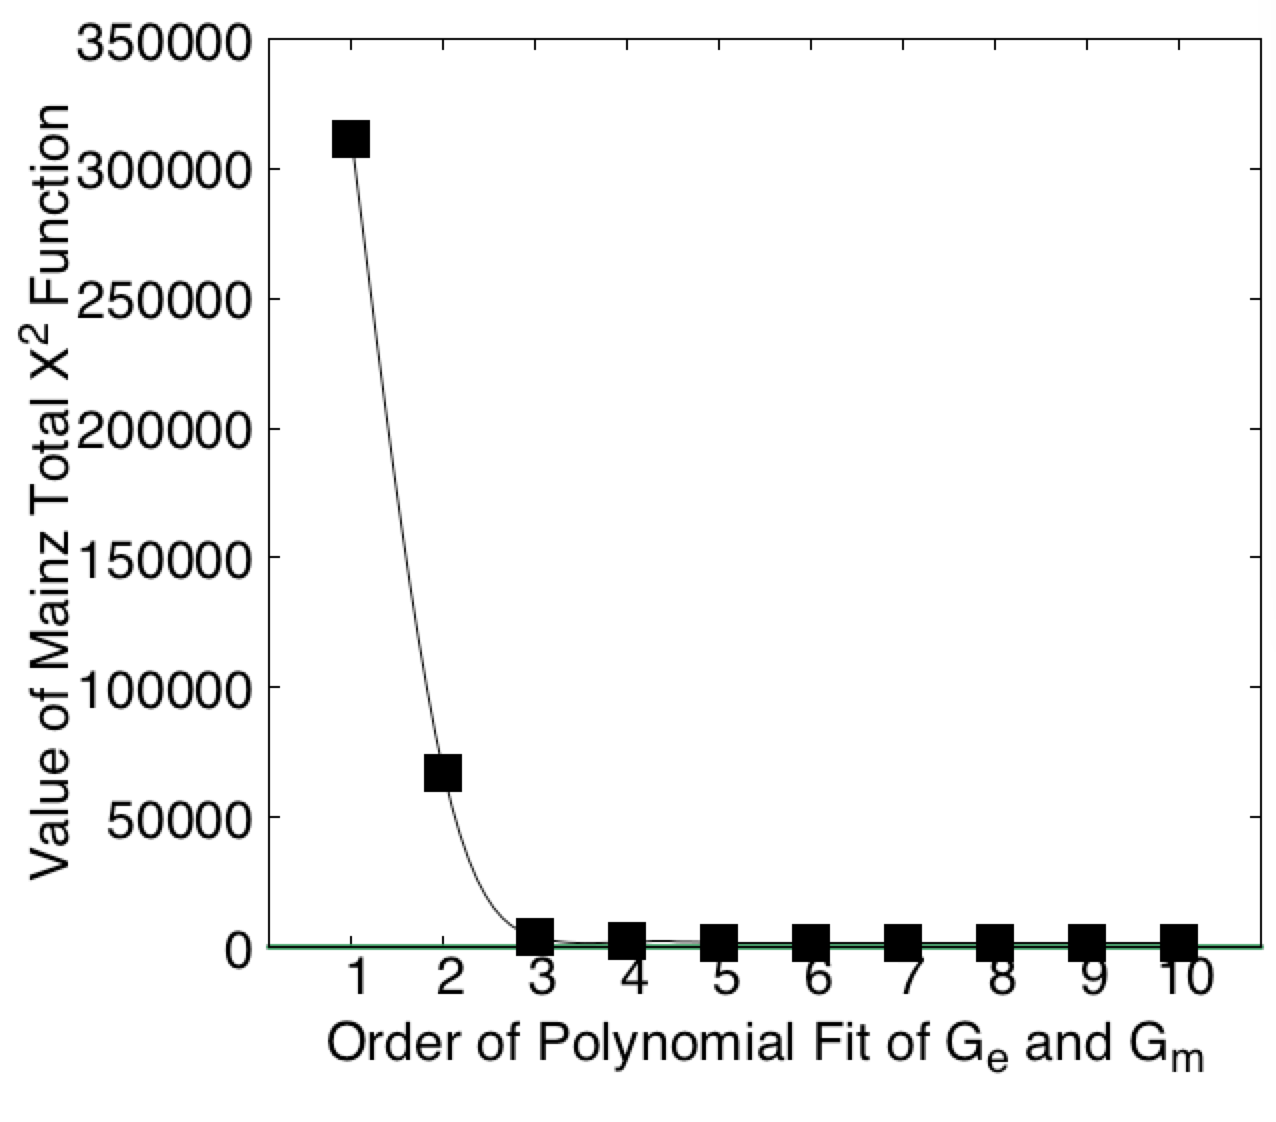 350000
300000
250000
200000
150000
100000
50000
0
Value of Mainz Total X² Function
1 2 3 4 5 6 7 8 9 10
Order of Polynomial Fit of Gₑ and Gₘ